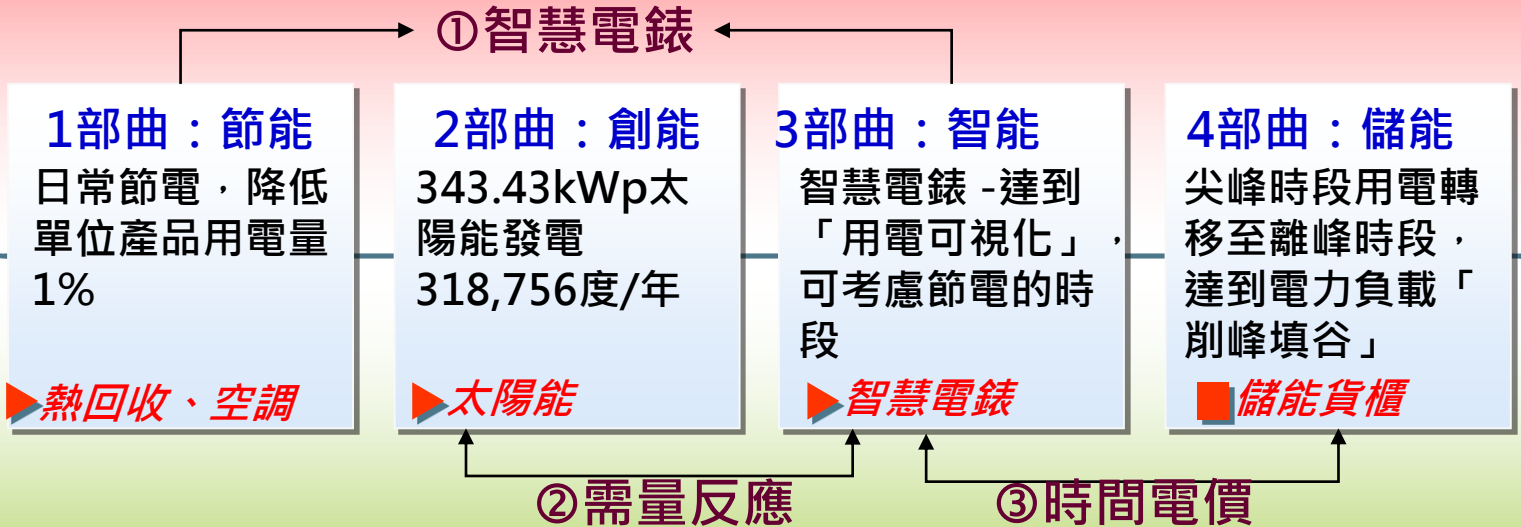 ①智慧電錶
1部曲：節能
日常節電，降低
單位產品用電量
1%
熱回收、空調
2部曲：創能
343.43kWp太
陽能發電
318,756度/年
太陽能
3部曲：智能
智慧電錶 -達到
「用電可視化」，
可考慮節電的時
段
智慧電錶
4部曲：儲能
尖峰時段用電轉
移至離峰時段，
達到電力負載「
削峰填谷」
儲能貨櫃
②需量反應
③時間電價